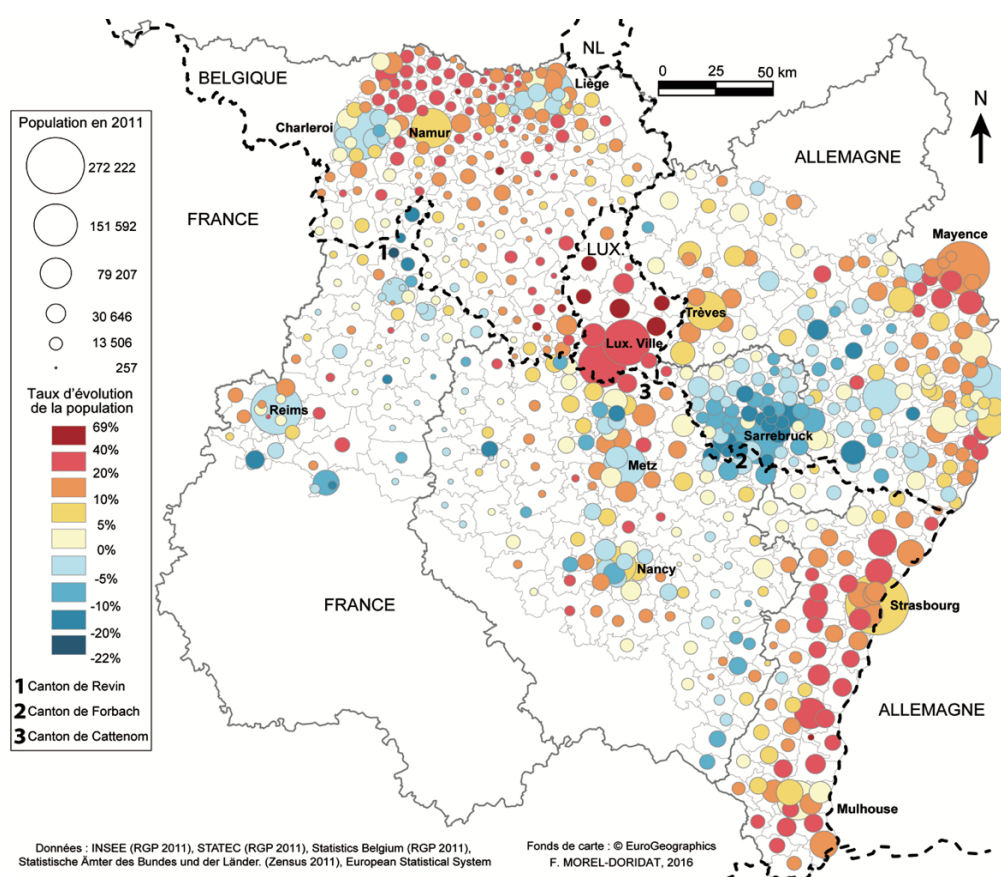 NL
BELGIQUE
0 25 50 km
Liège
N
Population en 2011
272 222
151 592
79 207
30 646
13 506
257
Charleroi
Namur
ALLEMAGNE
FRANCE
1
LUX.
Mayence
Trèves
Lux. Ville
3
Taux d'évolution
de la population
69%
40%
20%
10%
5%
0%
-5%
-10%
-20%
-22%
Reims
Sarrebruck
2
Metz
Nancy
FRANCE
Strasbourg
1 Canton de Revin
2 Canton de Forbach
3 Canton de Cattenom
ALLEMAGNE
Mulhouse
Données : INSEE (RGP 2011), STATEC (RGP 2011), Statistics Belgium (RGP 2011),
Statistische Ämter des Bundes und der Länder. (Zensus 2011), European Statistical System
Fonds de carte : © EuroGeographics
F. MOREL-DORIDAT, 2016